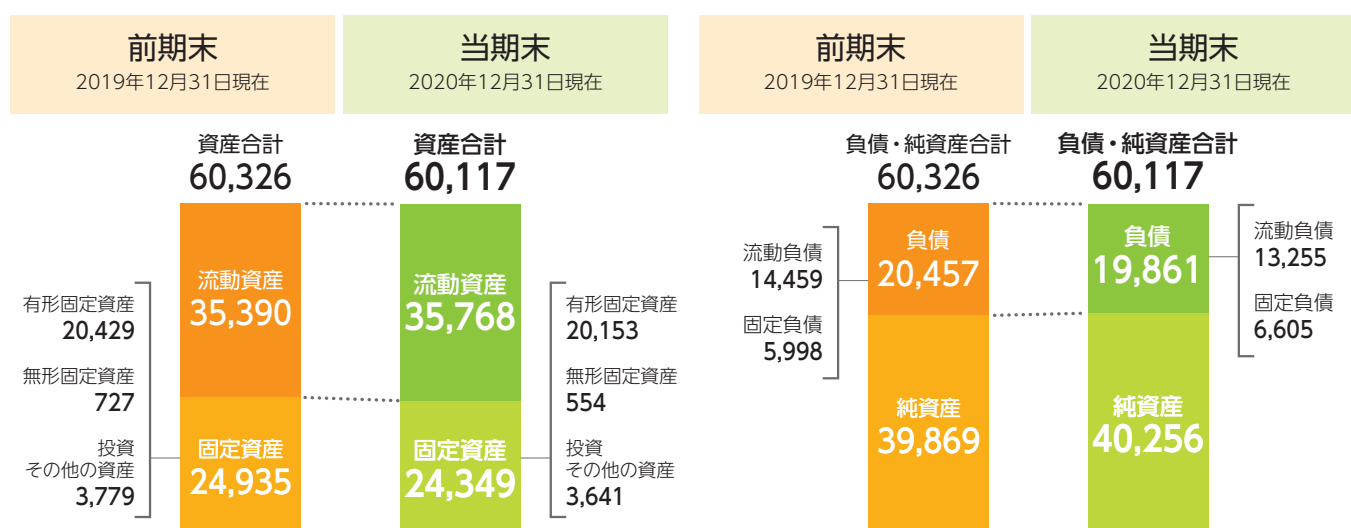 前期末
2019年12月31日現在
当期末
2020年12月31日現在
資産合計
60,326
資産合計
60,117
流動資産
35,390
流動資産
35,768
有形固定資産
20,429
無形固定資産
727
投資
その他の資産
3,779
固定資産
24,935
固定資産
24,349
有形固定資産
20,153
無形固定資産
554
投資
その他の資産
3,641
前期末
2019年12月31日現在
当期末
2020年12月31日現在
負債・純資産合計
60,326
負債・純資産合計
60,117
流動負債
14,459
固定負債
5,998
負債
20,457
負債
19,861
流動負債
13,255
固定負債
6,605
純資産
39,869
純資産
40,256